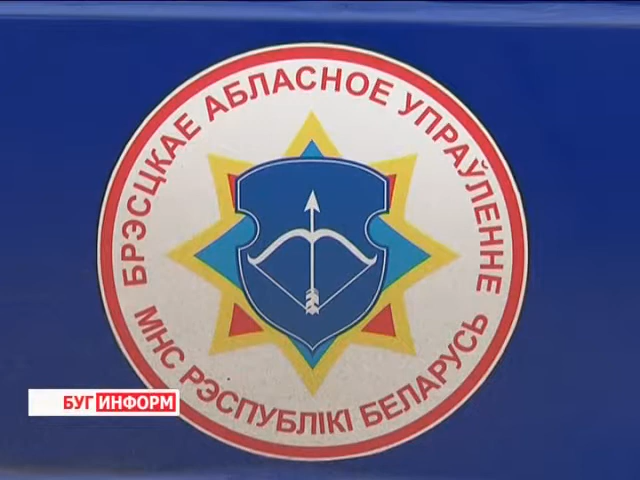 БРЭСЦКАЕ АБЛАСНОЕ УПРАЎЛЕННЕ
МНС РЭСПУБЛІКІ БЕЛАРУСЬ
БУГ ИНФОРМ